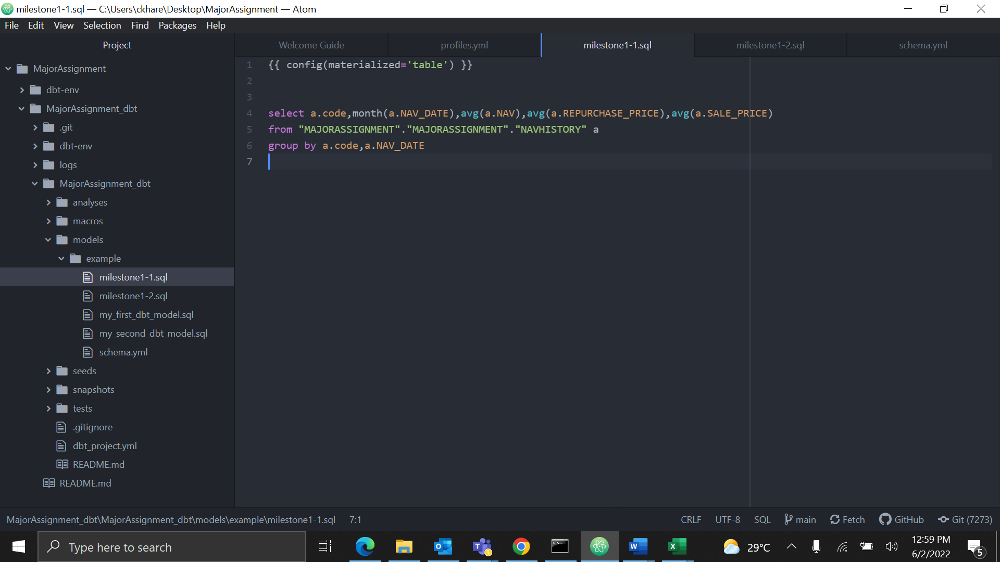 milestone1-1.sql — C:\Users\ckhare\Desktop\MajorAssignment — Atom
File Edit View Selection Find Packages Help
Project
MajorAssignment
dbt-env
MajorAssignment_dbt
.git
dbt-env
logs
MajorAssignment_dbt
analyses
macros
models
example
milestone1-1.sql
milestone1-2.sql
my_first_dbt_model.sql
my_second_dbt_model.sql
schema.yml
seeds
snapshots
tests
.gitignore
dbt_project.yml
README.md
README.md
Welcome Guide profiles.yml milestone1-1.sql milestone1-2.sql schema.yml
1 {{ config(materialized='table') }}
2
3
4 select a.code,month(a.NAV_DATE),avg(a.NAV),avg(a.REPURCHASE_PRICE),avg(a.SALE_PRICE)
5 from "MAJORASSIGNMENT"."MAJORASSIGNMENT"."NAVHISTORY" a
6 group by a.code,a.NAV_DATE
7
MajorAssignment_dbt\MajorAssignment_dbt\models\example\milestone1-1.sql 7:1 CRLF UTF-8 SQL main Fetch GitHub Git (7273)
Type here to search 29°C 12:59 PM
6/2/2022 5